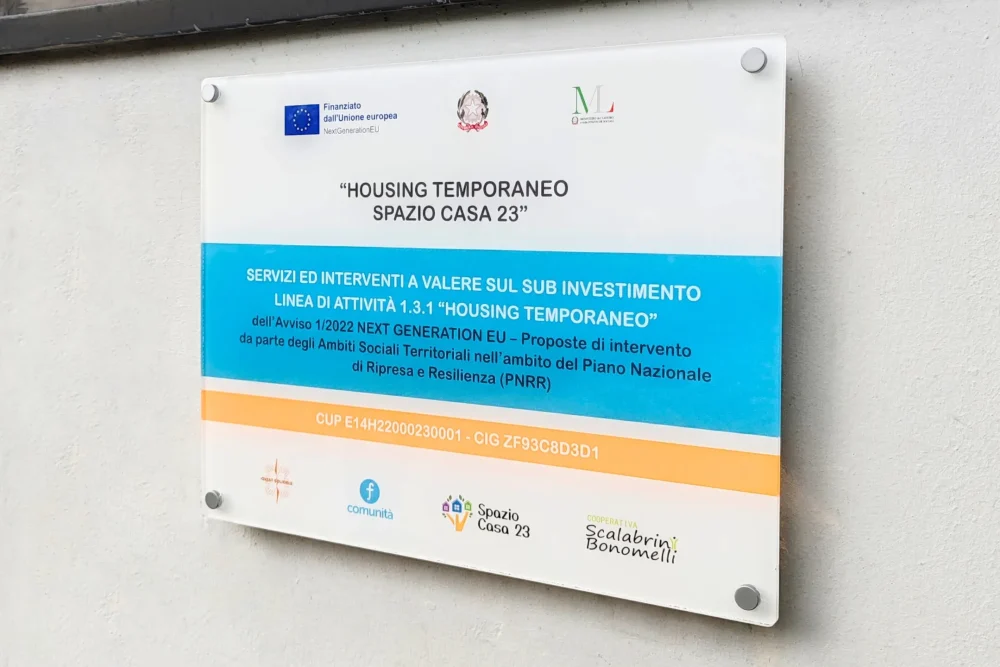 Finanziato
dall'Unione europea
NextGenerationEU
ML
"HOUSING TEMPORANEO
SPAZIO CASA 23"
SERVIZI ED INTERVENTI A VALERE SUL SUB INVESTIMENTO
LINEA DI ATTIVITÀ 1.3.1 "HOUSING TEMPORANEO"
dell'Avviso 1/2022 NEXT GENERATION EU – Proposte di intervento
da parte degli Ambiti Sociali Territoriali nell'ambito del Piano Nazionale
di Ripresa e Resilienza (PNRR)
CUP E14H22000230001 - CIG ZF93C8D3D1
f
comunità
Spazio
Casa 23
COOPERATIVA
Scalabrini
Bonomelli